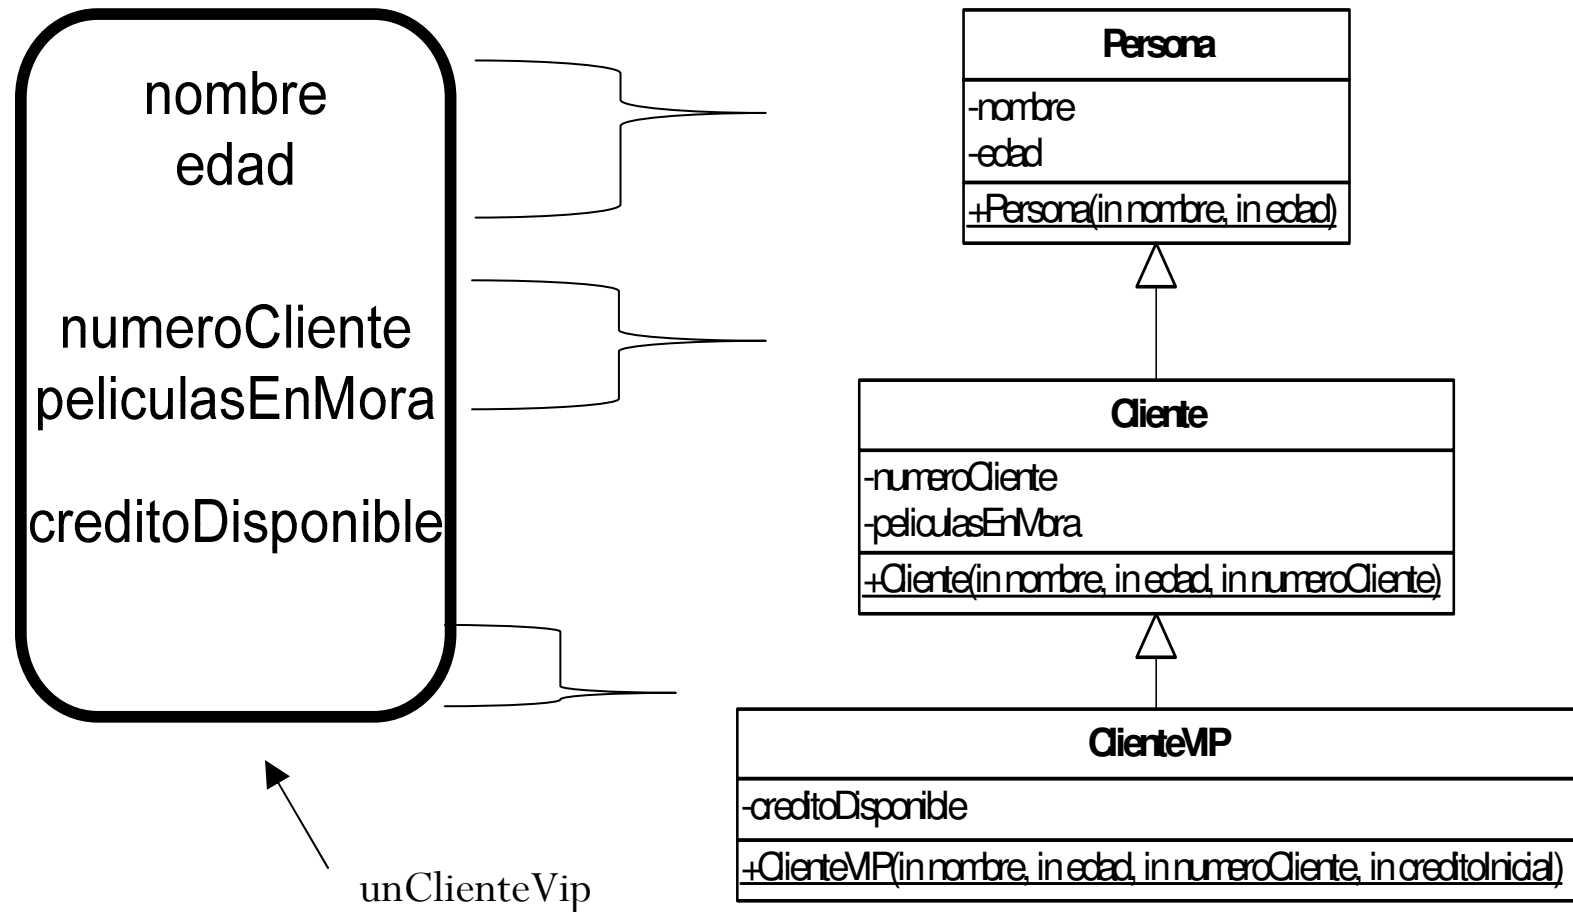 nombre
edad
numeroCliente
peliculasEnMora
creditoDisponible
unClienteVip
Persona
-nombre
-edad
+Persona(in nombre, in edad)
Cliente
-numeroCliente
-peliculasEnMora
+Cliente(in nombre, in edad, in numeroCliente)
ClienteVIP
-creditoDisponible
+ClienteVIP(in nombre, in edad, in numeroCliente, in creditoInicial)